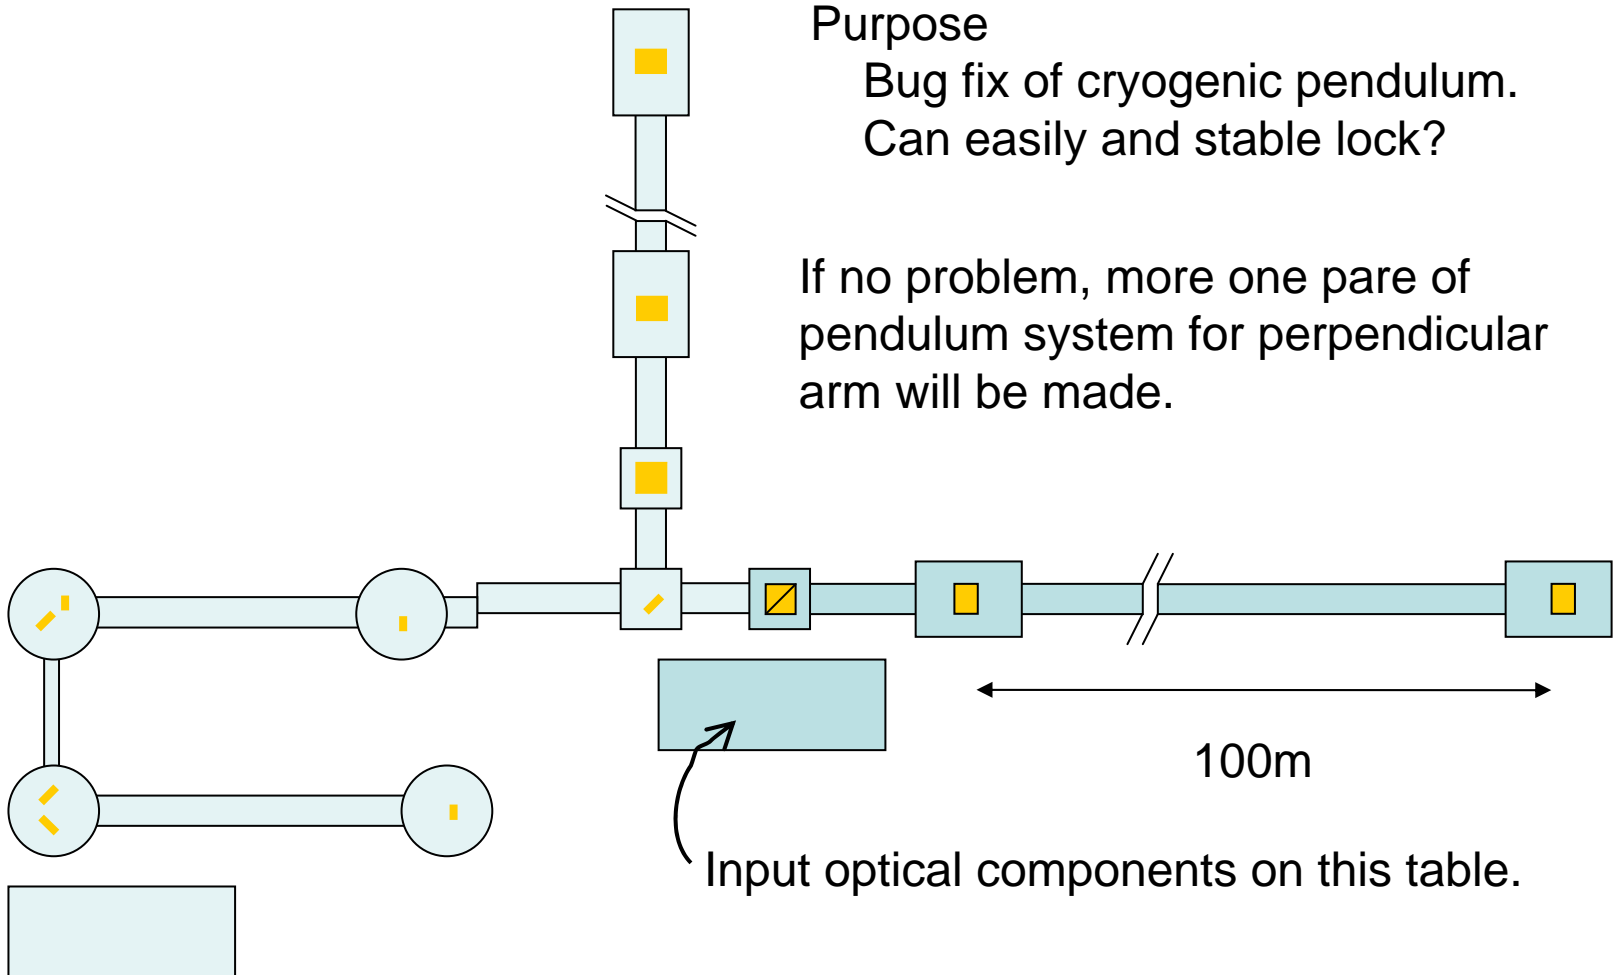 Purpose
Bug fix of cryogenic pendulum.
Can easily and stable lock?
If no problem, more one pare of
pendulum system for perpendicular
arm will be made.
100m
Input optical components on this table.